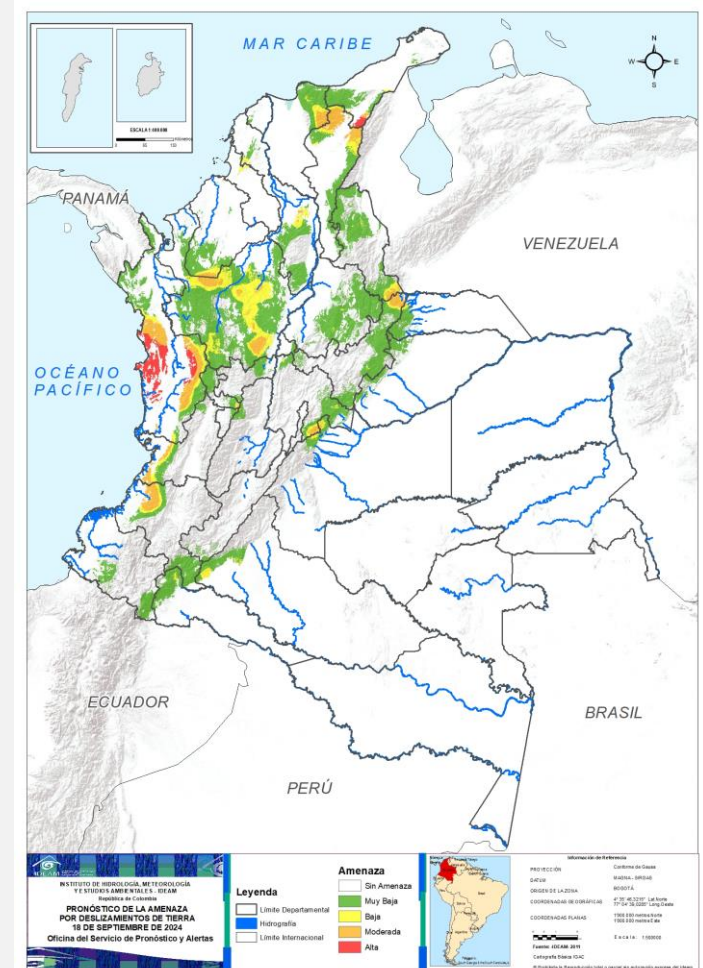 MAR CARIBE
N
W
E
S
PANAMÁ
VENEZUELA
OCÉANO
PACÍFICO
ECUADOR
PERÚ
BRASIL
IDEAM
INSTITUTO DE HIDROLOGÍA, METEOROLOGÍA
Y ESTUDIOS AMBIENTALES - IDEAM
República de Colombia
PRONÓSTICO DE LA AMENAZA
POR DESLIZAMIENTOS DE TIERRA
18 DE SEPTIEMBRE DE 2024
Oficina del Servicio de Pronóstico y Alertas
Leyenda
Límite Departamental
Hidrografía
Límite Internacional
Amenaza
Sin Amenaza
Muy Baja
Baja
Moderada
Alta
Información de Referencia
PROYECCIÓN
Conforme de Gauss
DATUM
MAGNA - SIRGAS
ORIGEN DE LA ZONA
BOGOTÁ
COORDENADAS GEOGRÁFICAS
COORDENADAS PLANAS
Fuente: IDEAM 2011
Cartografía Básica IGAC